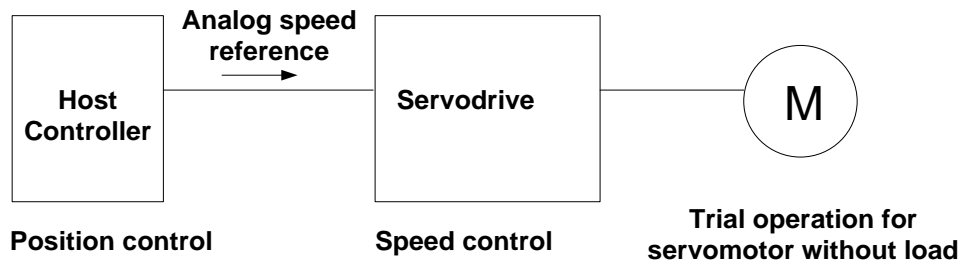 Analog speed
reference
Host
Controller
Servodrive
M
Position control
Speed control
Trial operation for
servomotor without load